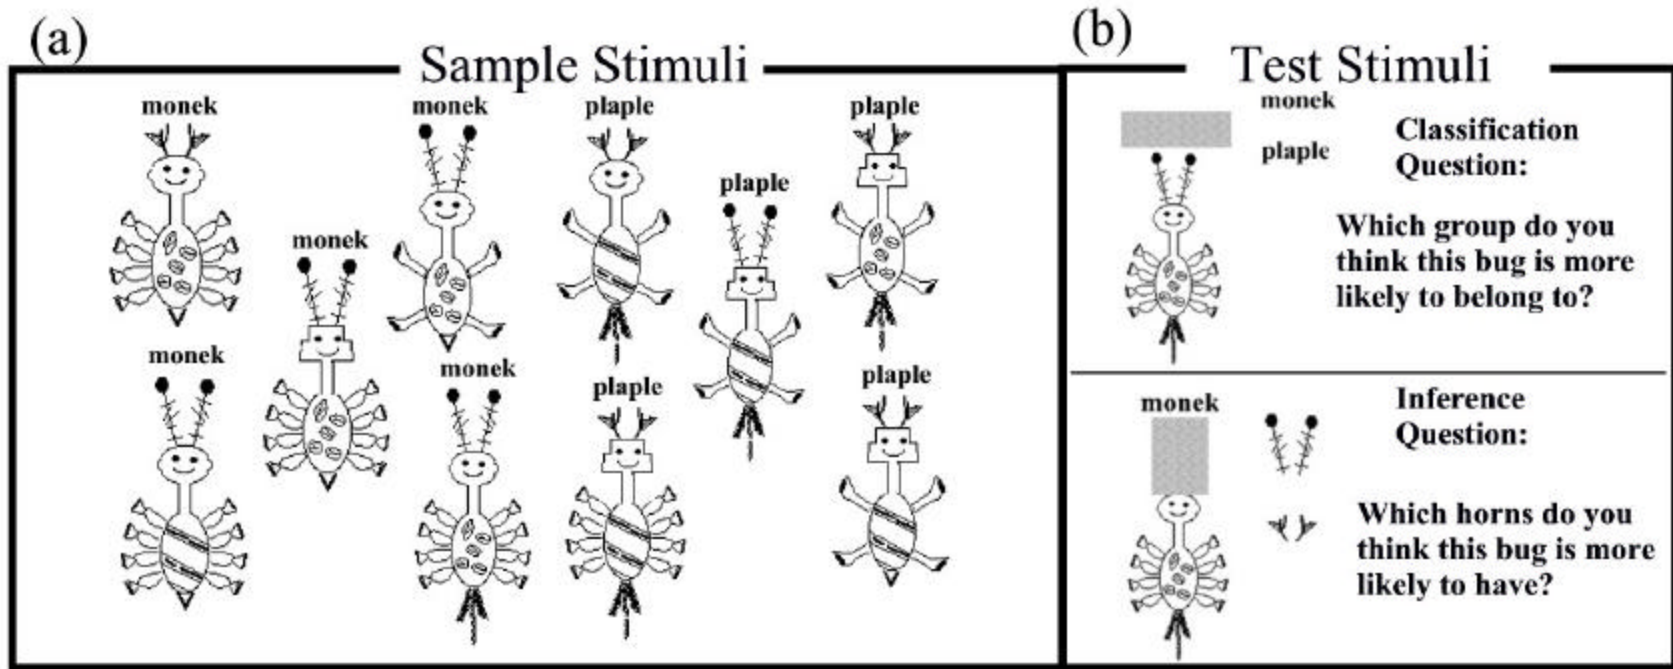 (a)
Sample Stimuli
monek
monek
plaple
plaple
plaple
monek
monek
monek
plaple
plaple
(b)
Test Stimuli
monek
plaple
Classification
Question:
Which group do you
think this bug is more
likely to belong to?
monek
Inference
Question:
Which horns do you
think this bug is more
likely to have?